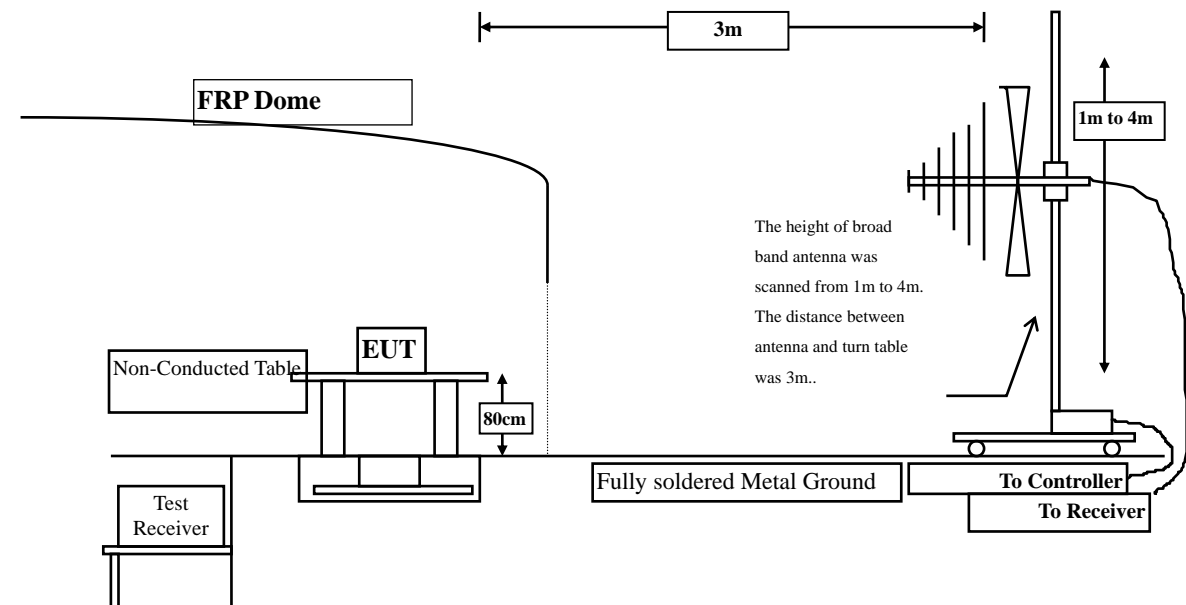 3m
FRP Dome
1m to 4m
The height of broad
band antenna was
scanned from 1m to 4m.
The distance between
antenna and turn table
was 3m..
EUT
Non-Conducted Table
80cm
Fully soldered Metal Ground
To Controller
To Receiver
Test
Receiver